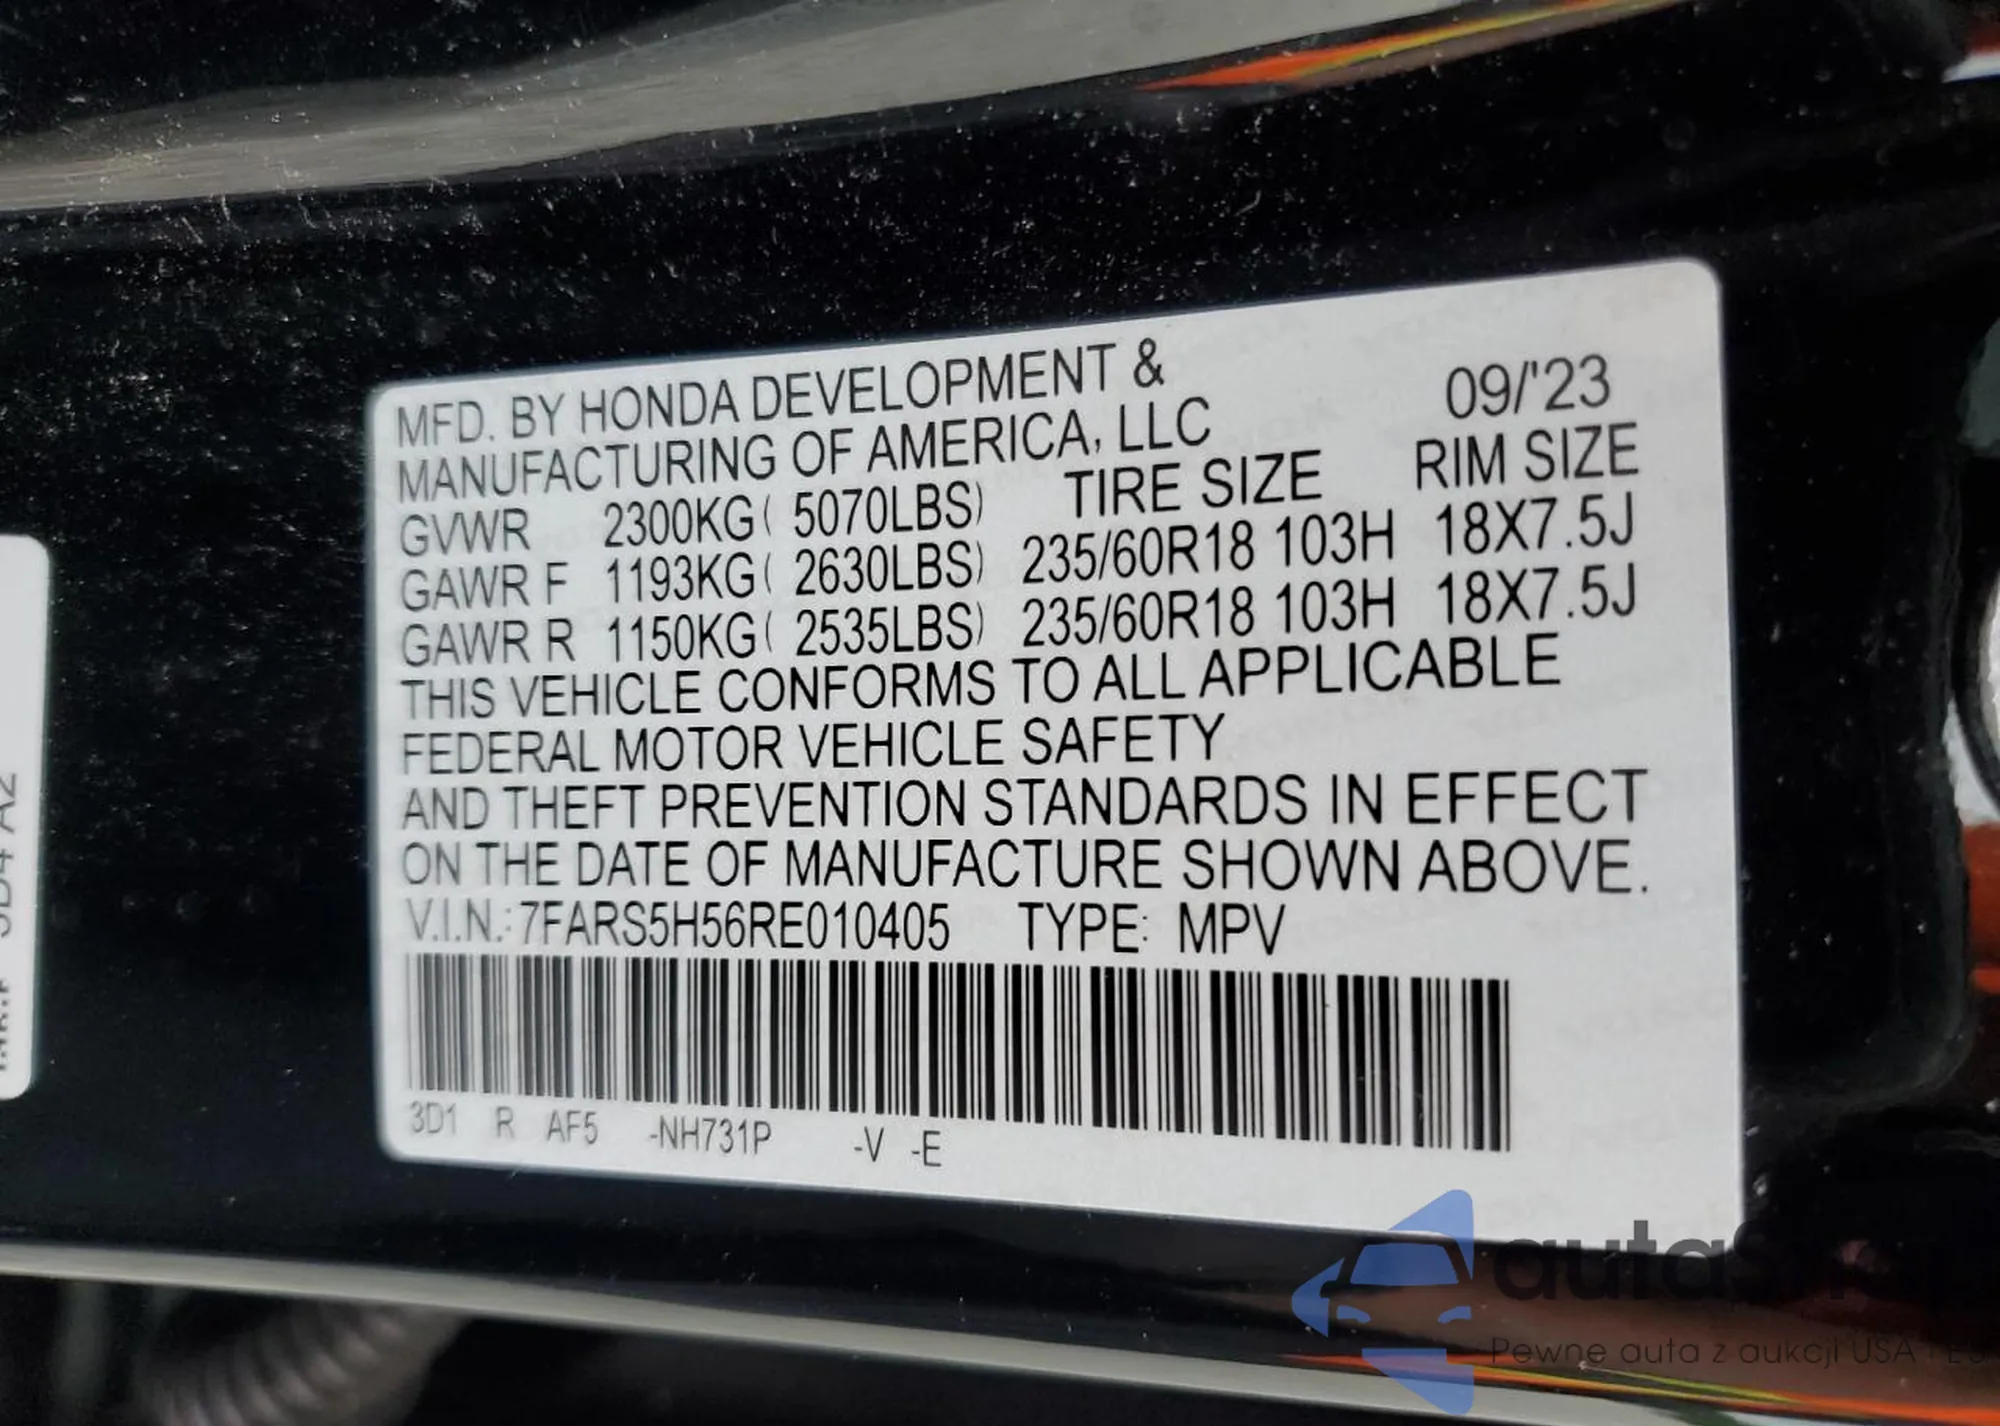 MFD. BY HONDA DEVELOPMENT &
MANUFACTURING OF AMERICA, LLC 09/'23
GVWR 2300KG( 5070LBS) TIRE SIZE RIM SIZE
GAWR F 1193KG( 2630LBS) 235/60R18 103H 18X7.5J
GAWR R 1150KG( 2535LBS) 235/60R18 103H 18X7.5J
THIS VEHICLE CONFORMS TO ALL APPLICABLE
FEDERAL MOTOR VEHICLE SAFETY
AND THEFT PREVENTION STANDARDS IN EFFECT
ON THE DATE OF MANUFACTURE SHOWN ABOVE.
V.I.N.: 7FARS5H56RE010405 TYPE: MPV
3D1 R AF5 -NH731P -V -E
A2
autaShop
Pewne auta z aukcji USA i EU